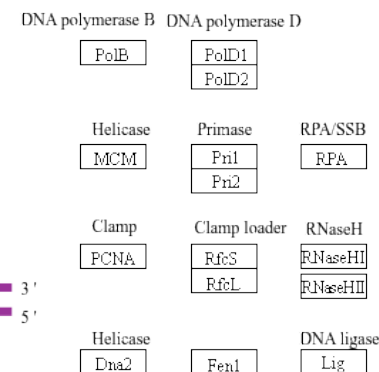 DNA polymerase B DNA polymerase D
PolB PolD1
PolD2
Helicase Primase RPA/SSB
MCM Pri1 RPA
Pri2
Clamp Clamp loader RNaseH
PCNA RfcS RNaseHI
RfcL RNaseHII
3 '
5 '
Helicase DNA ligase
Dna2 Fen1 Lig